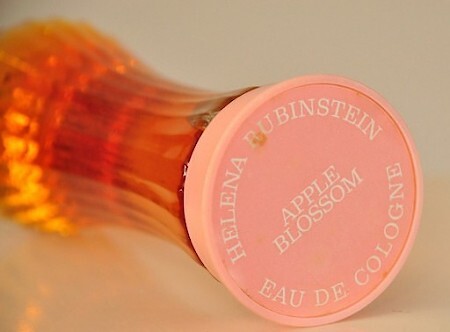 HELENA RUBINSTEIN
APPLE
BLOSSOM
EAU DE COLOGNE